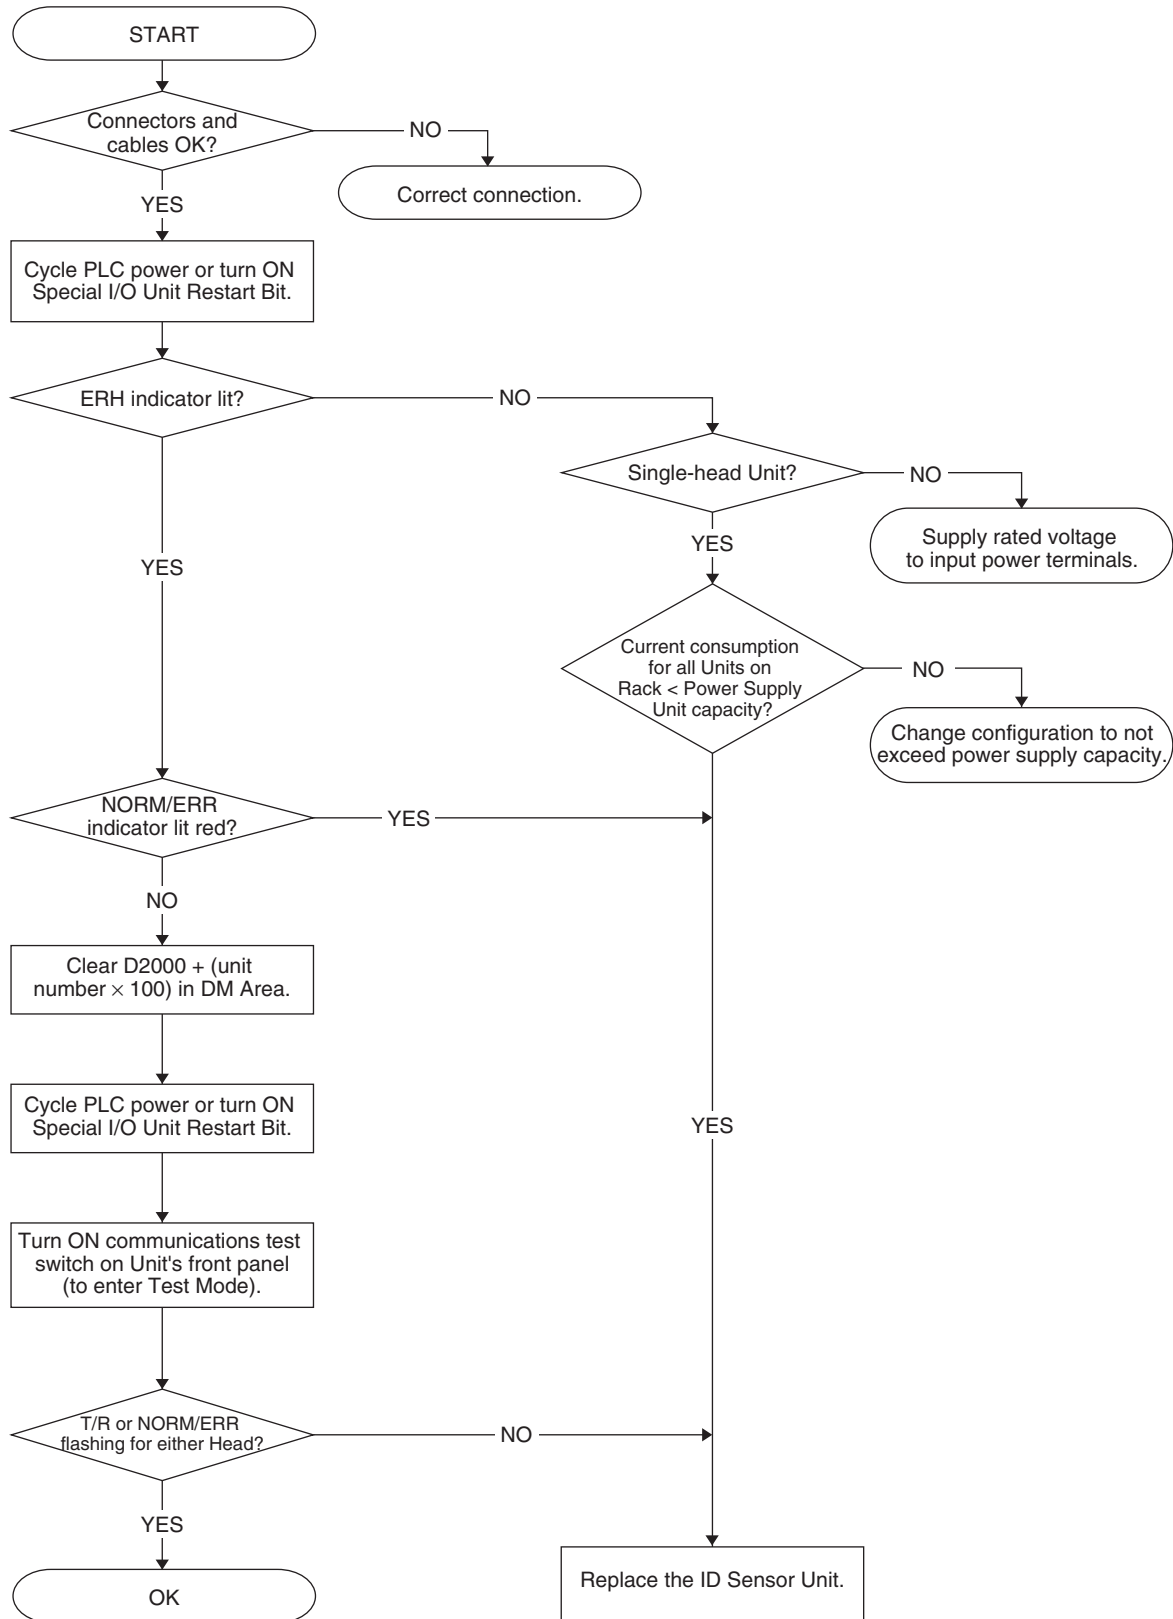 START
Connectors and
cables OK?
NO
Correct connection.
YES
Cycle PLC power or turn ON
Special I/O Unit Restart Bit.
ERH indicator lit?
NO
Single-head Unit?
NO
Supply rated voltage
to input power terminals.
YES
YES
Current consumption
for all Units on
Rack < Power Supply
Unit capacity?
NO
Change configuration to not
exceed power supply capacity.
NORM/ERR
indicator lit red?
YES
NO
Clear D2000 + (unit
number × 100) in DM Area.
Cycle PLC power or turn ON
Special I/O Unit Restart Bit.
YES
Turn ON communications test
switch on Unit's front panel
(to enter Test Mode).
T/R or NORM/ERR
flashing for either Head?
NO
YES
OK
Replace the ID Sensor Unit.